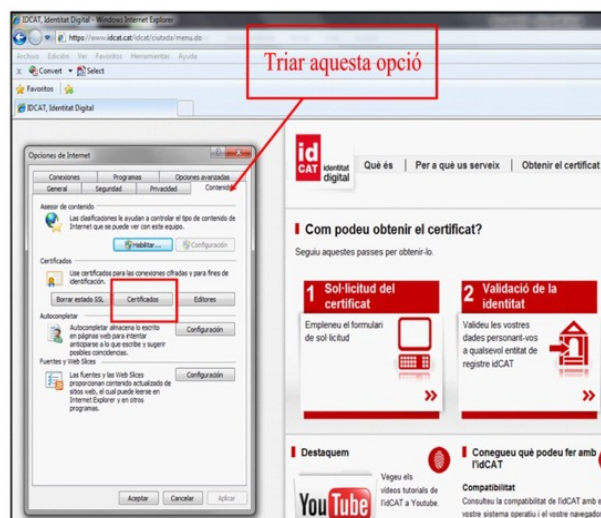 IDCAT, Identitat Digital - Windows Internet Explorer
https://www.idcat.cat/idcat/ciutada/menu.do
Archivo Edición Ver Favoritos Herramientas Ayuda
x Convert Select
Favoritos
IDCAT, Identitat Digital
Triar aquesta opció
Opciones de Internet
Conexiones Programas Opciones avanzadas
General Seguridad Privacidad Contenido
Asesor de contenido
Las clasificaciones le ayudan a controlar el tipo de contenido de
Internet que se puede ver con este equipo.
Habilitar... Configuración
Certificados
Use certificados para las conexiones cifradas y para fines de
identificación.
Borrar estado SSL Certificados Editores
Autocompletar
Autocompletar almacena lo escrito
en páginas web para intentar
anticiparse a lo que escribe y sugerir
posibles coincidencias.
Configuración
Fuentes y Web Slices
Las fuentes y las Web Slices
proporcionan contenido actualizado de
sitios web, el cual puede leerse en
Internet Explorer y en otros
programas.
Configuración
Aceptar Cancelar Aplicar
id
CAT identitat
digital
Què és | Per a què us serveix | Obtenir el certificat
Com podeu obtenir el certificat?
Seguiu aquestes passes per obtenir-lo.
1 Sol·licitud del
certificat
Empleneu el formulari
de sol·licitud
2 Validació de la
identitat
Valideu les vostres
dades personant-vos
a qualsevol entitat de
registre idCAT
Destaquem
You Tube
Vegeu els
vídeos tutorials de
l'idCAT a Youtube.
Conegueu què podeu fer amb
l'idCAT
Compatibilitat
Consulteu la compatibilitat de l'idCAT amb e
vostre sistema operatiu i el vostre navegador